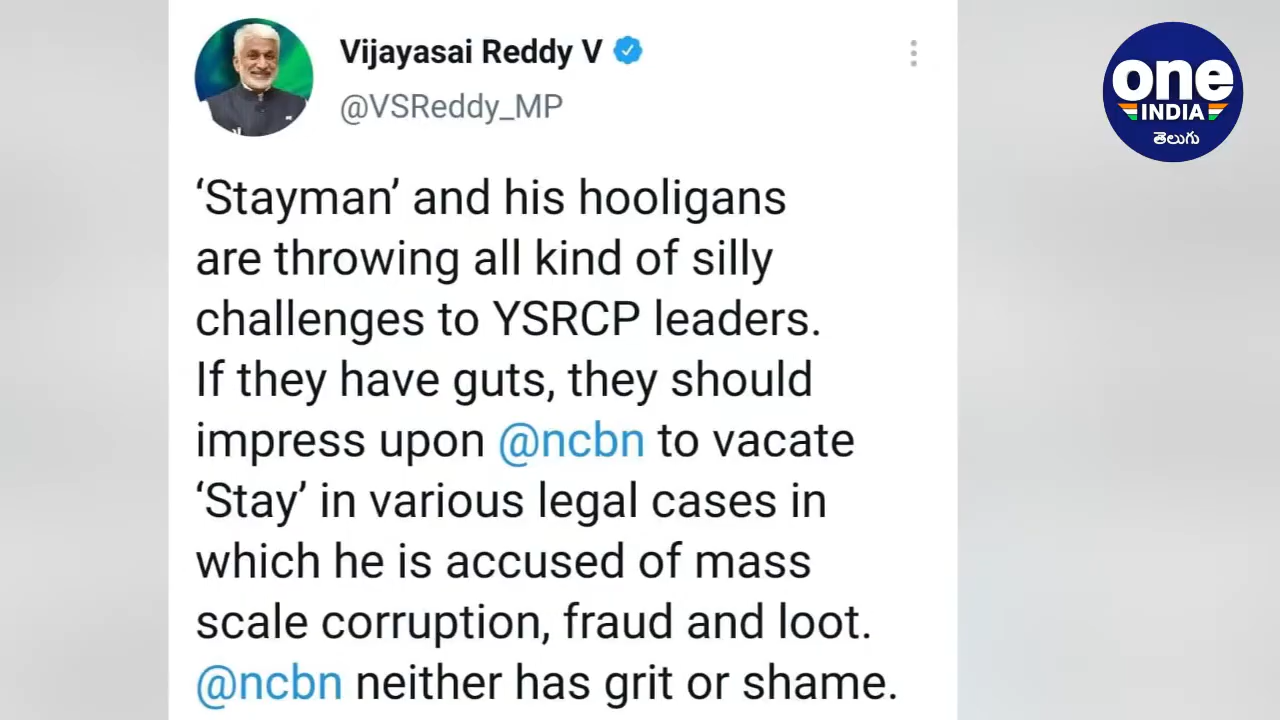 Vijayasai Reddy V
@VSReddy_MP
‘Stayman’ and his hooligans
are throwing all kind of silly
challenges to YSRCP leaders.
If they have guts, they should
impress upon @ncbn to vacate
‘Stay’ in various legal cases in
which he is accused of mass
scale corruption, fraud and loot.
@ncbn neither has grit or shame.
one
INDIA
తెలుగు